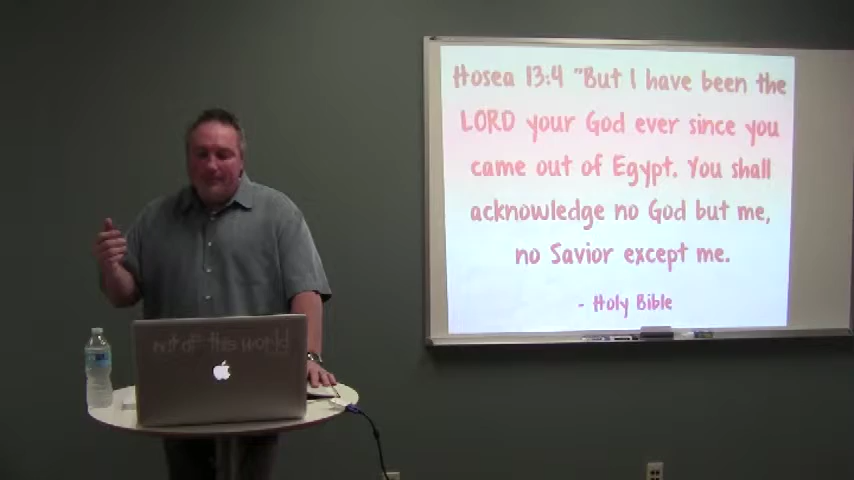 Hosea 13:4 "But I have been the
LORD your God ever since you
came out of Egypt. You shall
acknowledge no God but me,
no Savior except me.
- Holy Bible
not of this world